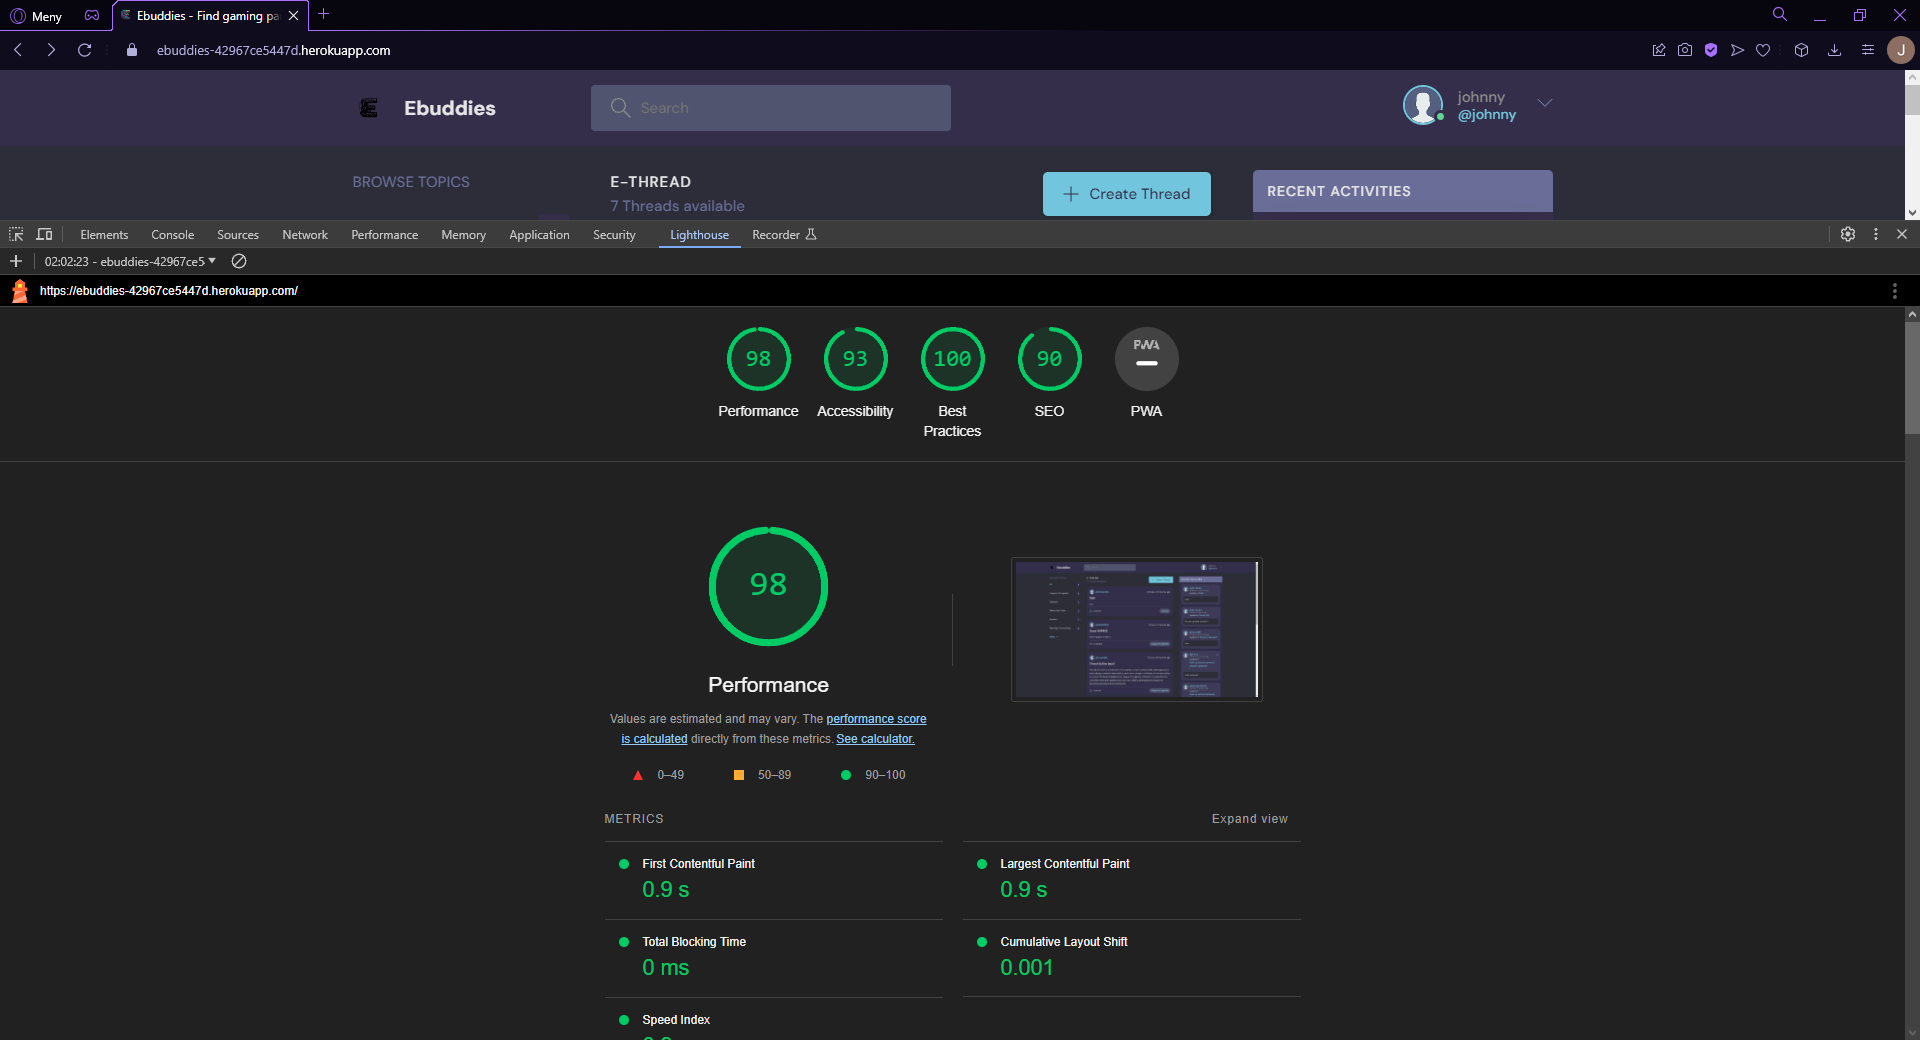 Meny
Ebuddies - Find gaming pa
ebuddies-42967ce5447d.herokuapp.com
J
Ebuddies
Search
johnny
@johnny
BROWSE TOPICS
E-THREAD
7 Threads available
Create Thread
RECENT ACTIVITIES
Elements Console Sources Network Performance Memory Application Security Lighthouse Recorder
02:02:23 - ebuddies-42967ce5
https://ebuddies-42967ce5447d.herokuapp.com/
98 93 100 90 PWA
Performance Accessibility Best Practices SEO PWA
98
Performance
Values are estimated and may vary. The performance score
is calculated directly from these metrics. See calculator.
0–49 50–89 90–100
METRICS Expand view
First Contentful Paint
0.9 s
Largest Contentful Paint
0.9 s
Total Blocking Time
0 ms
Cumulative Layout Shift
0.001
Speed Index